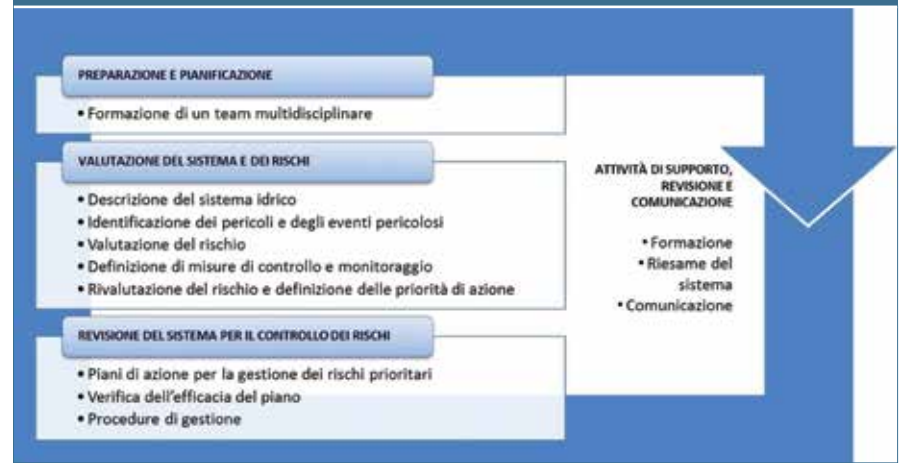 PREPARAZIONE E PIANIFICAZIONE
• Formazione di un team multidisciplinare
VALUTAZIONE DEL SISTEMA E DEI RISCHI
• Descrizione del sistema idrico
• Identificazione dei pericoli e degli eventi pericolosi
• Valutazione del rischio
• Definizione di misure di controllo e monitoraggio
• Rivalutazione del rischio e definizione delle priorità di azione
REVISIONE DEL SISTEMA PER IL CONTROLLO DEI RISCHI
• Piani di azione per la gestione dei rischi prioritari
• Verifica dell'efficacia del piano
• Procedure di gestione
ATTIVITÀ DI SUPPORTO,
REVISIONE E
COMUNICAZIONE
• Formazione
• Riesame del
sistema
• Comunicazione